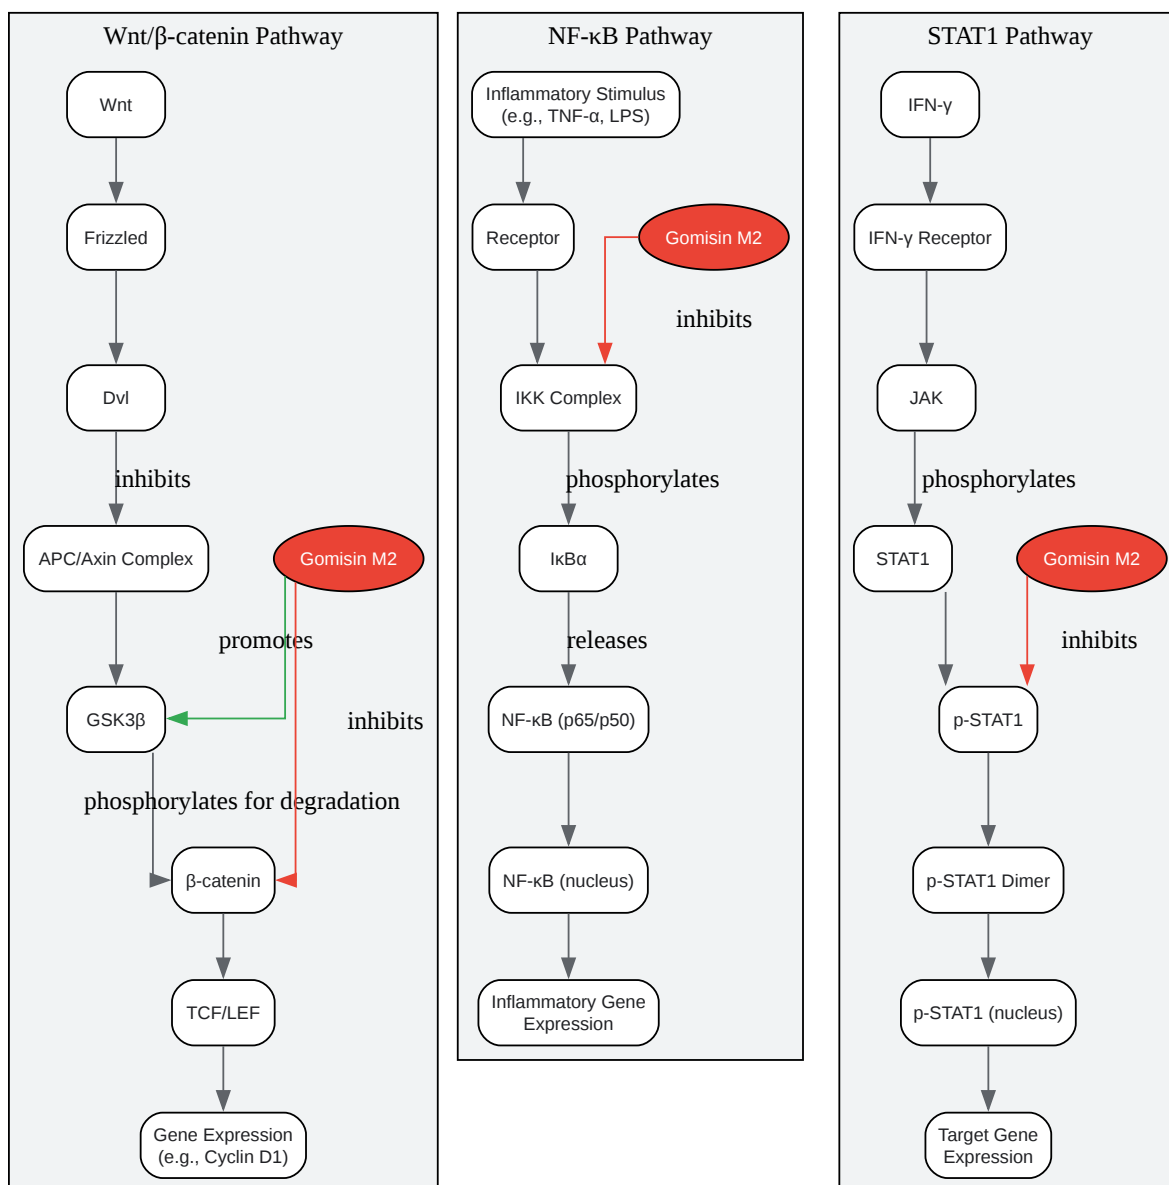 Wnt/β-catenin Pathway
Wnt
Frizzled
Dvl
inhibits
APC/Axin Complex
Gomisin M2
promotes
GSK3β
inhibits
phosphorylates for degradation
β-catenin
TCF/LEF
Gene Expression
(e.g., Cyclin D1)
NF-κB Pathway
Inflammatory Stimulus
(e.g., TNF-α, LPS)
Receptor
Gomisin M2
inhibits
IKK Complex
phosphorylates
IκBα
releases
NF-κB (p65/p50)
NF-κB (nucleus)
Inflammatory Gene
Expression
STAT1 Pathway
IFN-γ
IFN-γ Receptor
JAK
phosphorylates
STAT1
Gomisin M2
inhibits
p-STAT1
p-STAT1 Dimer
p-STAT1 (nucleus)
Target Gene
Expression